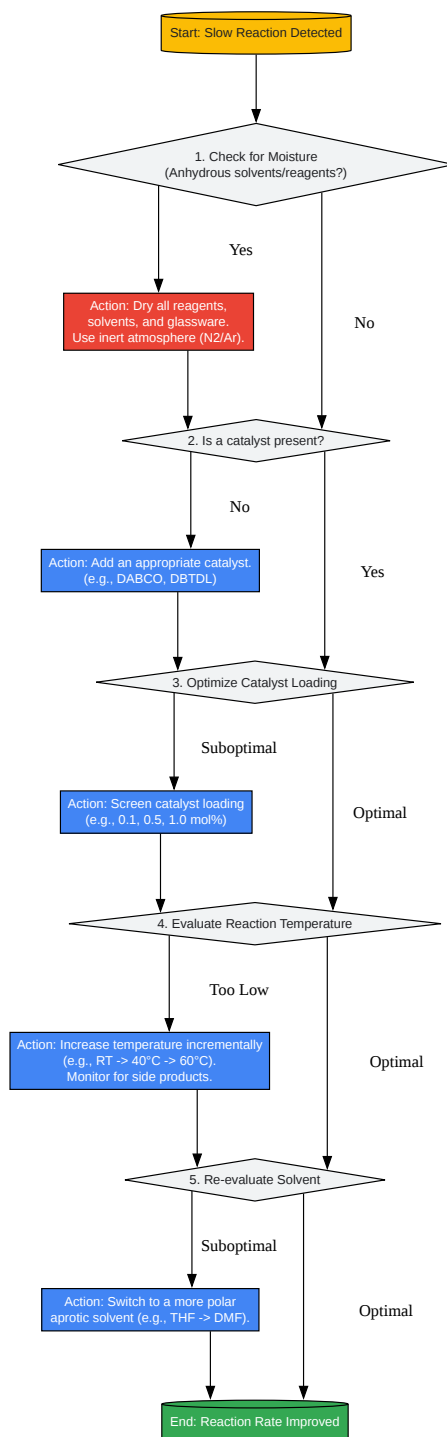 Start: Slow Reaction Detected
1. Check for Moisture
(Anhydrous solvents/reagents?)
Yes
Action: Dry all reagents,
solvents, and glassware.
Use inert atmosphere (N2/Ar).
No
2. Is a catalyst present?
No
Action: Add an appropriate catalyst.
(e.g., DABCO, DBTDL)
Yes
3. Optimize Catalyst Loading
Suboptimal
Action: Screen catalyst loading
(e.g., 0.1, 0.5, 1.0 mol%)
Optimal
4. Evaluate Reaction Temperature
Too Low
Action: Increase temperature incrementally
(e.g., RT -> 40°C -> 60°C).
Monitor for side products.
Optimal
5. Re-evaluate Solvent
Suboptimal
Action: Switch to a more polar
aprotic solvent (e.g., THF -> DMF).
Optimal
End: Reaction Rate Improved